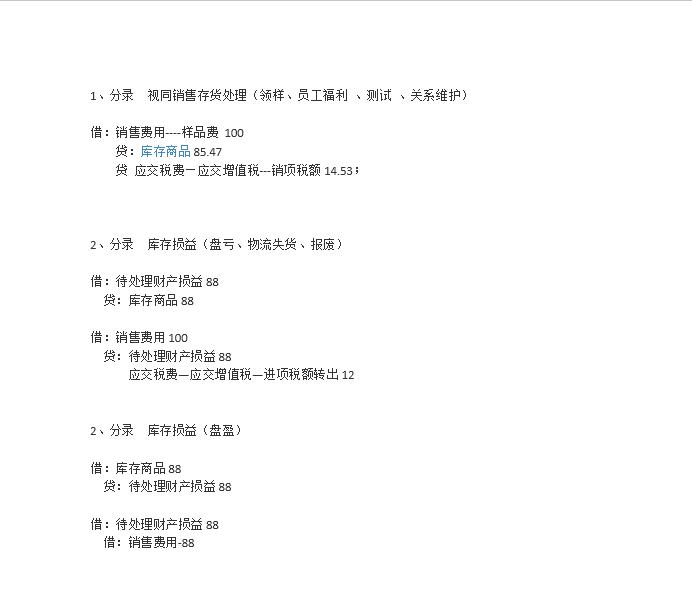 1、分录 视同销售存货处理（领样、员工福利 、测试 、关系维护）
借：销售费用----样品费 100
贷：库存商品 85.47
贷 应交税费—应交增值税---销项税额 14.53；
2、分录 库存损益（盘亏、物流失货、报废）
借：待处理财产损益 88
贷：库存商品 88
借：销售费用 100
贷：待处理财产损益 88
应交税费—应交增值税—进项税额转出 12
2、分录 库存损益（盘盈）
借：库存商品 88
贷：待处理财产损益 88
借：待处理财产损益 88
借：销售费用-88